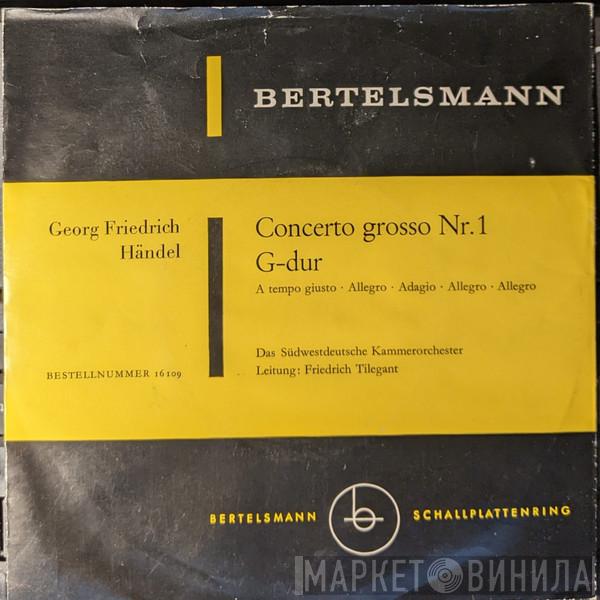 BERTELSMANN
Georg Friedrich
Händel
Concerto grosso Nr. 1
G-dur
A tempo giusto · Allegro · Adagio · Allegro · Allegro
Das Südwestdeutsche Kammerorchester
Leitung: Friedrich Tilegant
BESTELLNUMMER 16109
BERTELSMANN b SCHALLPLATTENRING
МАРКЕТ ВИНИЛА